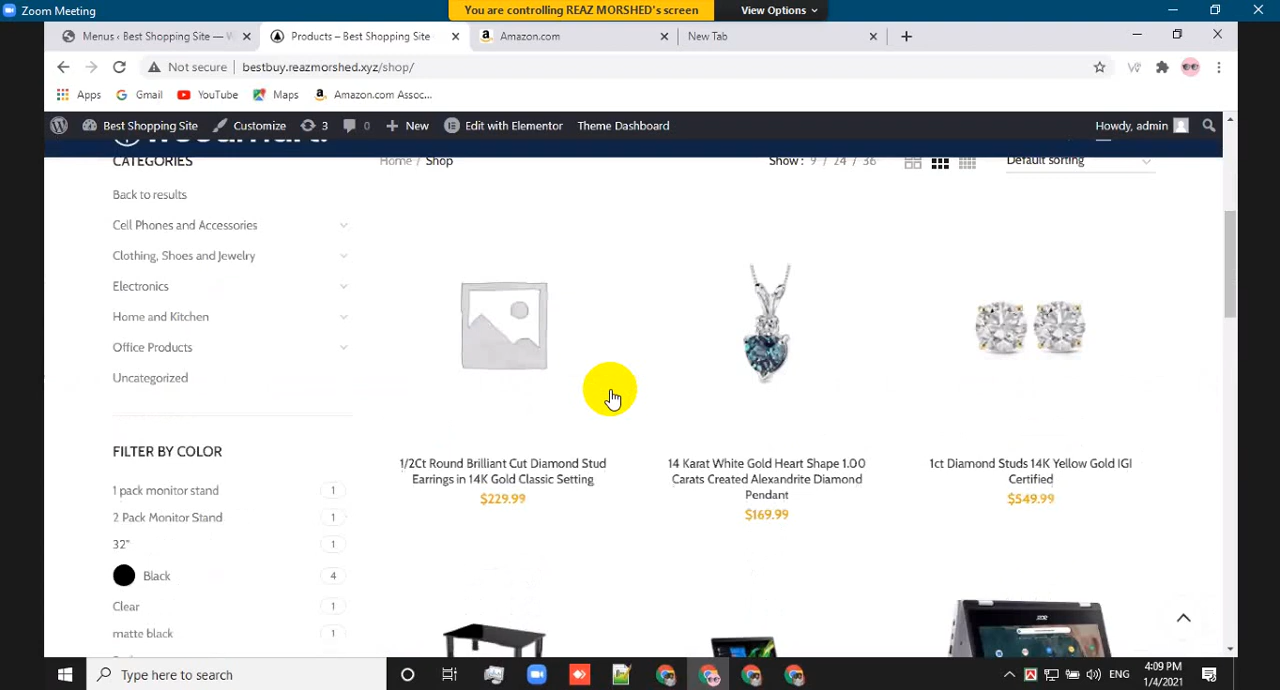 Zoom Meeting
You are controlling REAZ MORSHED's screen
View Options
Menus ‹ Best Shopping Site —
Products – Best Shopping Site
Amazon.com
New Tab
Not secure
bestbuy.reazmorshed.xyz/shop/
Apps
Gmail
YouTube
Maps
Amazon.com Assoc...
Best Shopping Site
Customize
3
0
New
Edit with Elementor
Theme Dashboard
Howdy, admin
CATEGORIES
Home / Shop
Show : 9 / 24 / 36
Default sorting
Back to results
Cell Phones and Accessories
Clothing, Shoes and Jewelry
Electronics
Home and Kitchen
Office Products
Uncategorized
FILTER BY COLOR
1 pack monitor stand 1
2 Pack Monitor Stand 1
32" 1
Black 4
Clear 1
matte black 1
1/2Ct Round Brilliant Cut Diamond Stud
Earrings in 14K Gold Classic Setting
$229.99
14 Karat White Gold Heart Shape 1.00
Carats Created Alexandrite Diamond
Pendant
$169.99
1ct Diamond Studs 14K Yellow Gold IGI
Certified
$549.99
acer
Type here to search
ENG
4:09 PM
1/4/2021